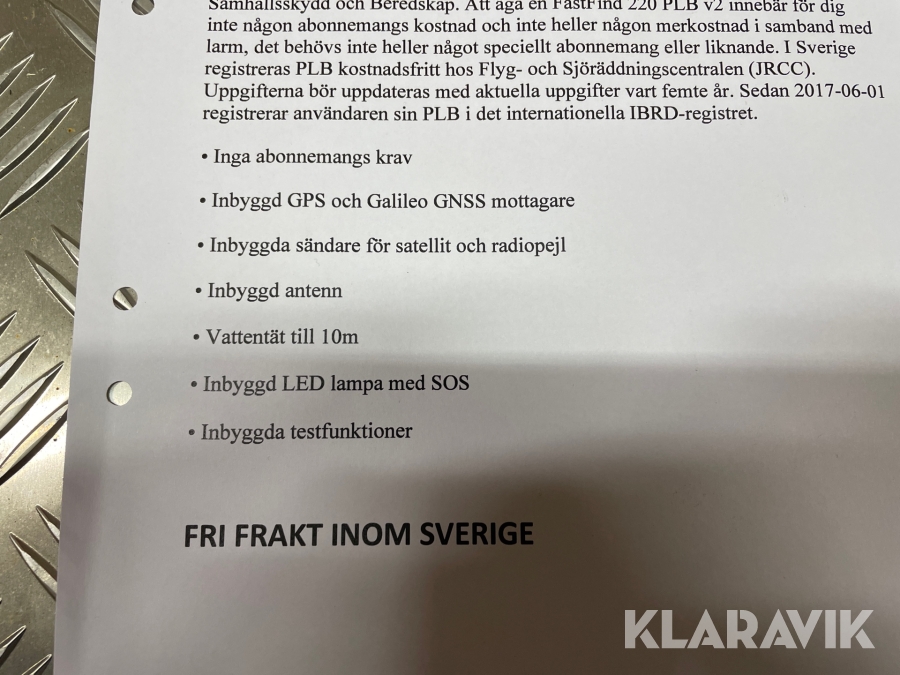 Samhällsskydd och Beredskap. Att äga en FastFind 220 PLB v2 innebär för dig
inte någon abonnemangs kostnad och inte heller någon merkostnad i samband med
larm, det behövs inte heller något speciellt abonnemang eller liknande. I Sverige
registreras PLB kostnadsfritt hos Flyg- och Sjöräddningscentralen (JRCC).
Uppgifterna bör uppdateras med aktuella uppgifter vart femte år. Sedan 2017-06-01
registrerar användaren sin PLB i det internationella IBRD-registret.
• Inga abonnemangs krav
• Inbyggd GPS och Galileo GNSS mottagare
• Inbyggda sändare för satellit och radiopejl
• Inbyggd antenn
• Vattentät till 10m
• Inbyggd LED lampa med SOS
• Inbyggda testfunktioner
FRI FRAKT INOM SVERIGE
KLARAVIK